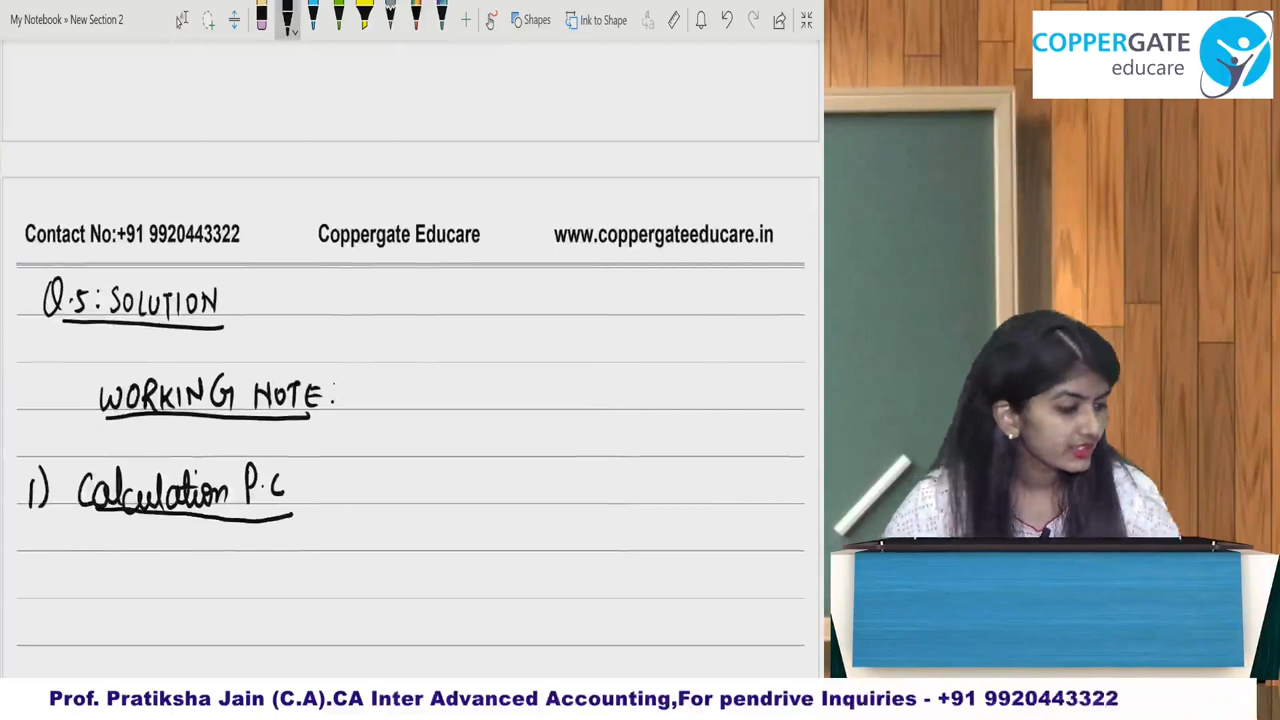 My Notebook » New Section 2
Shapes
Ink to Shape
COPPERGATE
educare
Contact No:+91 9920443322 Coppergate Educare www.coppergateeducare.in
Q.5: SOLUTION
WORKING NOTE:
1) Calculation P.C
Prof. Pratiksha Jain (C.A).CA Inter Advanced Accounting,For pendrive Inquiries - +91 9920443322